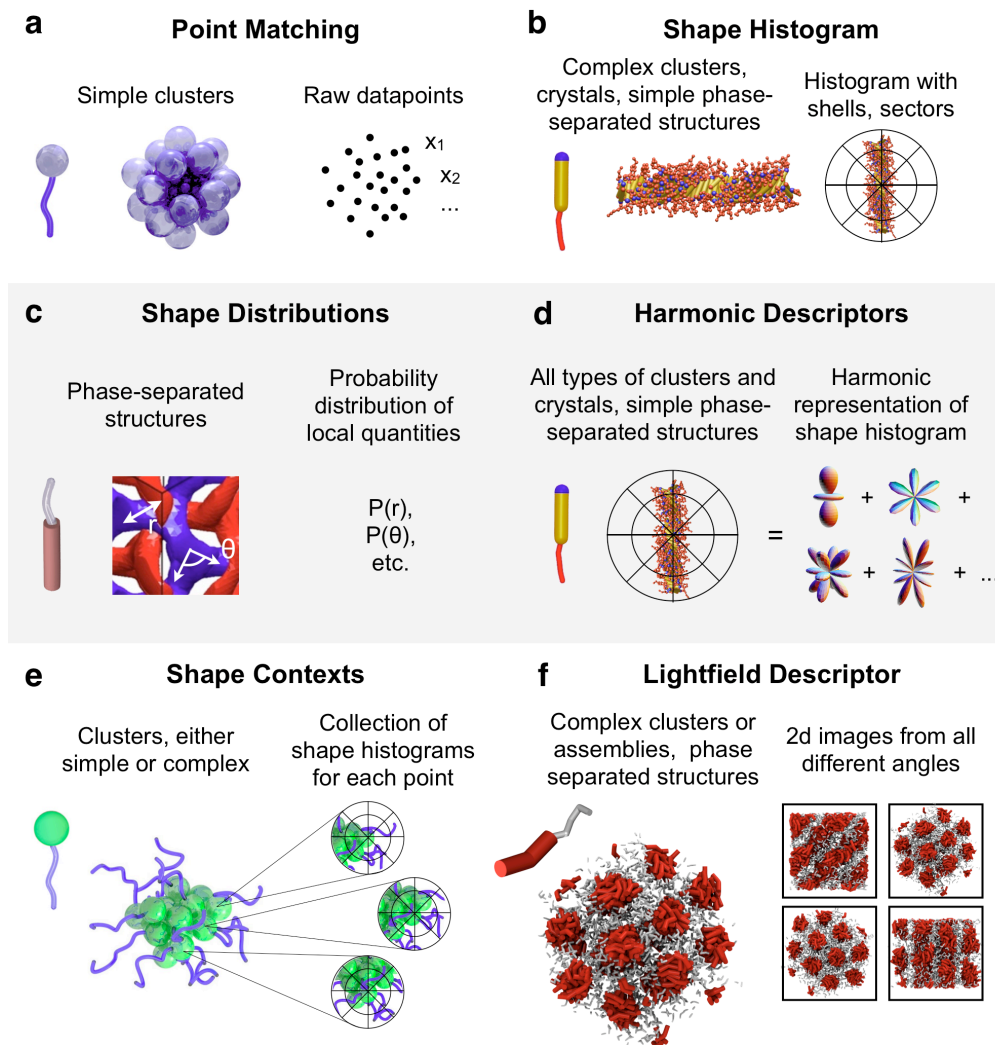 a
Point Matching
Simple clusters
Raw datapoints
x1
x2
...
b
Shape Histogram
Complex clusters,
crystals, simple phase-
separated structures
Histogram with
shells, sectors
c
Shape Distributions
Phase-separated
structures
Probability
distribution of
local quantities
r
θ
P(r),
P(θ),
etc.
d
Harmonic Descriptors
All types of clusters and
crystals, simple phase-
separated structures
Harmonic
representation of
shape histogram
= + +
+ + ...
e
Shape Contexts
Clusters, either
simple or complex
Collection of
shape histograms
for each point
f
Lightfield Descriptor
Complex clusters or
assemblies, phase
separated structures
2d images from all
different angles